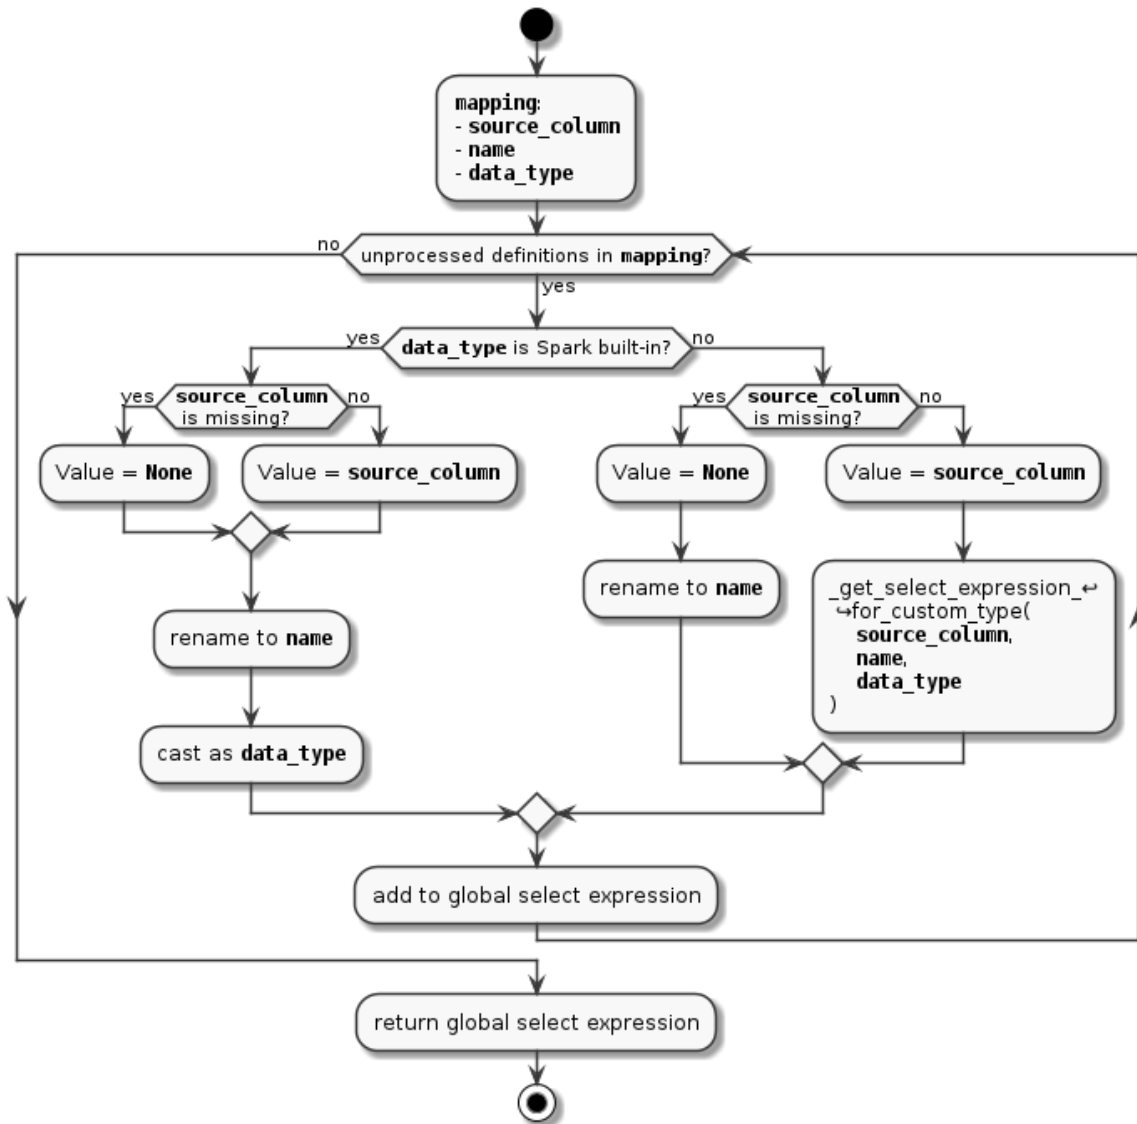 mapping:
- source_column
- name
- data_type
no
unprocessed definitions in mapping?
yes
yes
data_type is Spark built-in?
no
yes
source_column
is missing?
no
yes
source_column
is missing?
no
Value = None
Value = source_column
Value = None
Value = source_column
rename to name
cast as data_type
rename to name
_get_select_expression_↩
↪for_custom_type(
source_column,
name,
data_type
)
add to global select expression
return global select expression